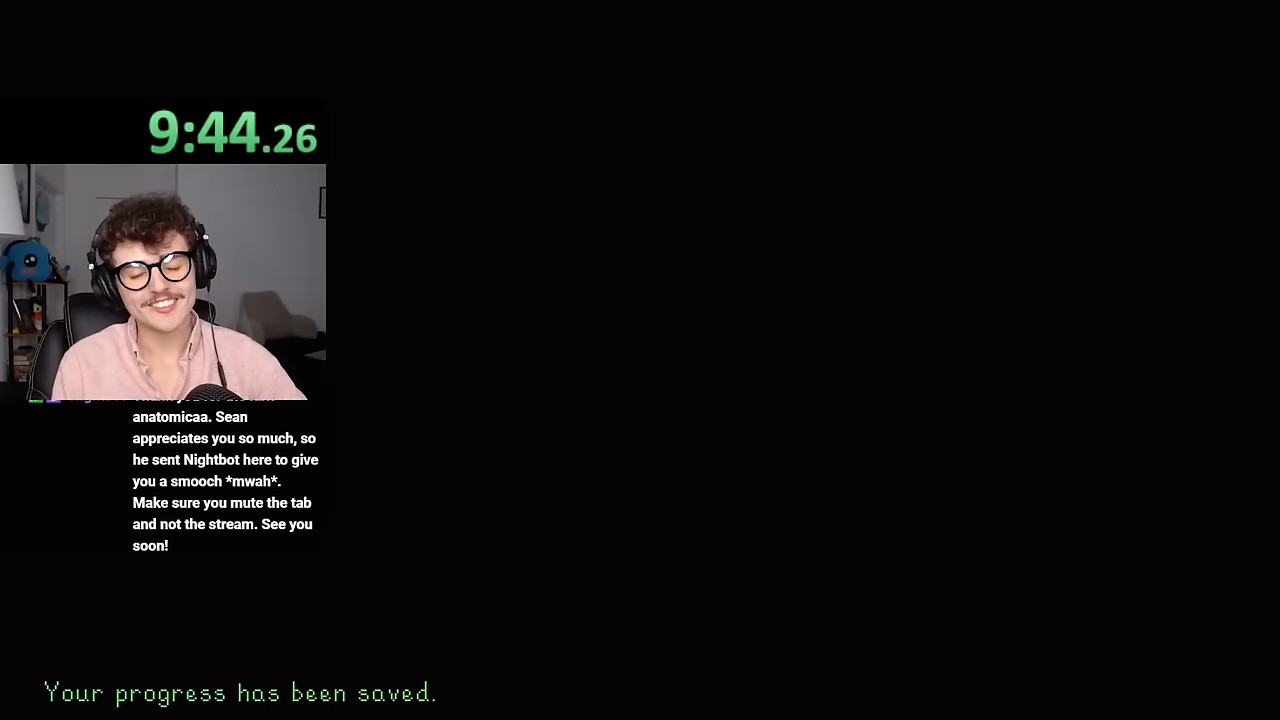 9:44.26
anatomicaa. Sean
appreciates you so much, so
he sent Nightbot here to give
you a smooch *mwah*.
Make sure you mute the tab
and not the stream. See you
soon!
Your progress has been saved.